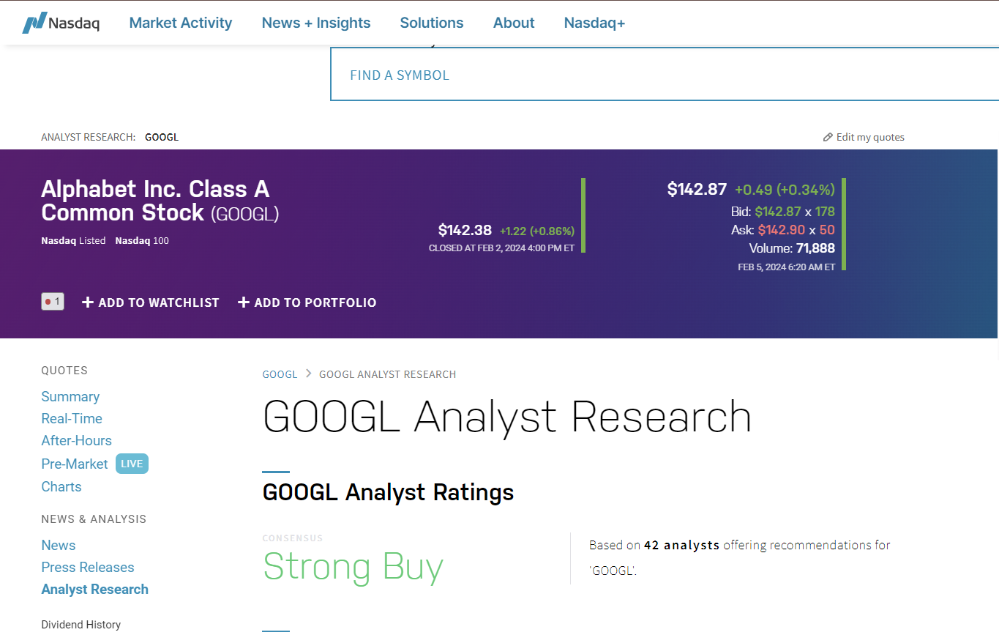 Nasdaq Market Activity News + Insights Solutions About Nasdaq+
FIND A SYMBOL
ANALYST RESEARCH: GOOGL
Edit my quotes
Alphabet Inc. Class A
Common Stock (GOOGL)
Nasdaq Listed Nasdaq 100
$142.38 +1.22 (+0.86%)
CLOSED AT FEB 2, 2024 4:00 PM ET
$142.87 +0.49 (+0.34%)
Bid: $142.87 x 178
Ask: $142.90 x 50
Volume: 71,888
FEB 5, 2024 6:20 AM ET
1 + ADD TO WATCHLIST + ADD TO PORTFOLIO
QUOTES
Summary
Real-Time
After-Hours
Pre-Market LIVE
Charts
NEWS & ANALYSIS
News
Press Releases
Analyst Research
Dividend History
GOOGL > GOOGL ANALYST RESEARCH
GOOGL Analyst Research
GOOGL Analyst Ratings
CONSENSUS
Strong Buy
Based on 42 analysts offering recommendations for
'GOOGL'.